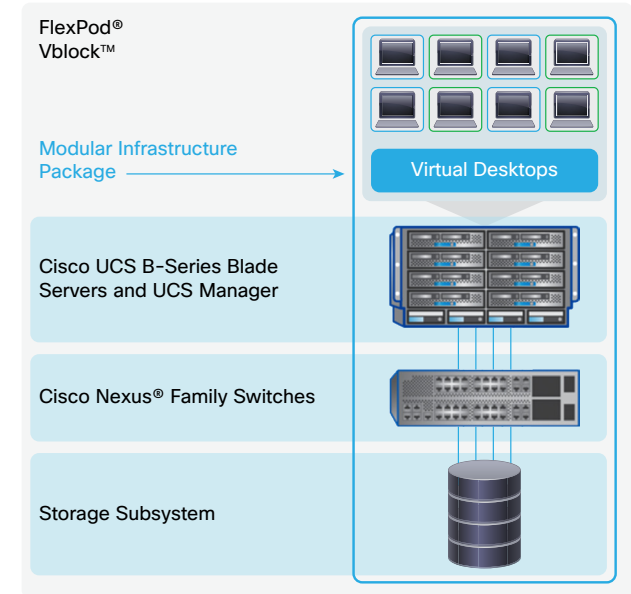 FlexPod®
Vblock™
Modular Infrastructure
Package
Virtual Desktops
Cisco UCS B-Series Blade
Servers and UCS Manager
Cisco Nexus® Family Switches
Storage Subsystem